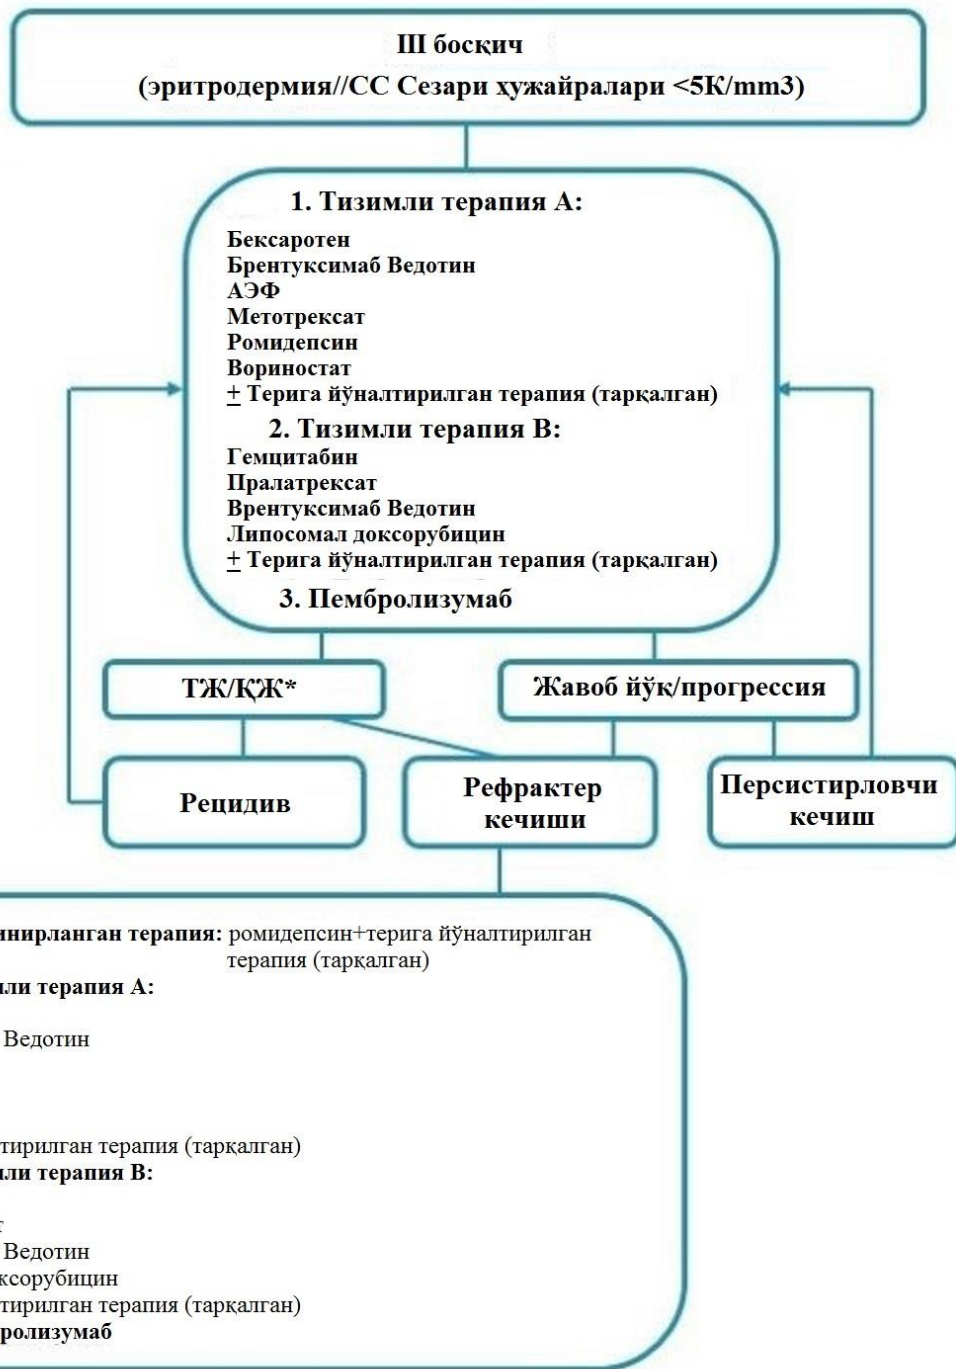 III босқич
(эритродермия//СС Сезари ҳужайралари <5К/mm3)
1. Тизимли терапия А:
Бексаротен
Брентуксимаб Ведотин
АЭФ
Метотрексат
Ромидепсин
Вориностат
± Терига йўналтирилган терапия (тарқалган)
2. Тизимли терапия В:
Гемцитабин
Пралатрексат
Врентуксимаб Ведотин
Липосомал доксорубицин
± Терига йўналтирилган терапия (тарқалган)
3. Пембролизумаб
ТЖ/ҚЖ*
Жавоб йўқ/прогрессия
Рецидив
Рефрактер
кечиши
Персистирловчи
кечиш
инирланган терапия: ромидепсин+терига йўналтирилган
терапия (тарқалган)
ли терапия А:
Ведотин
тирилган терапия (тарқалган)
ли терапия В:
т
Ведотин
ксорубицин
тирилган терапия (тарқалган)
ролизумаб